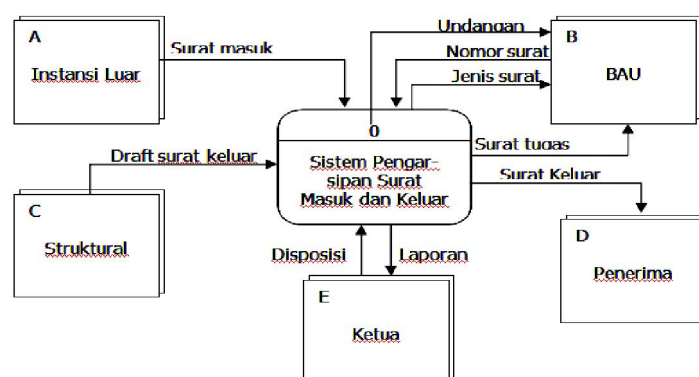 A
Instansi Luar
Surat masuk
Undangan
Nomor surat
Jenis surat
B
BAU
0
Sistem Pengar-
sipan Surat
Masuk dan Keluar
Surat tugas
Surat Keluar
Draft surat keluar
C
Struktural
D
Penerima
Disposisi
Laporan
E
Ketua